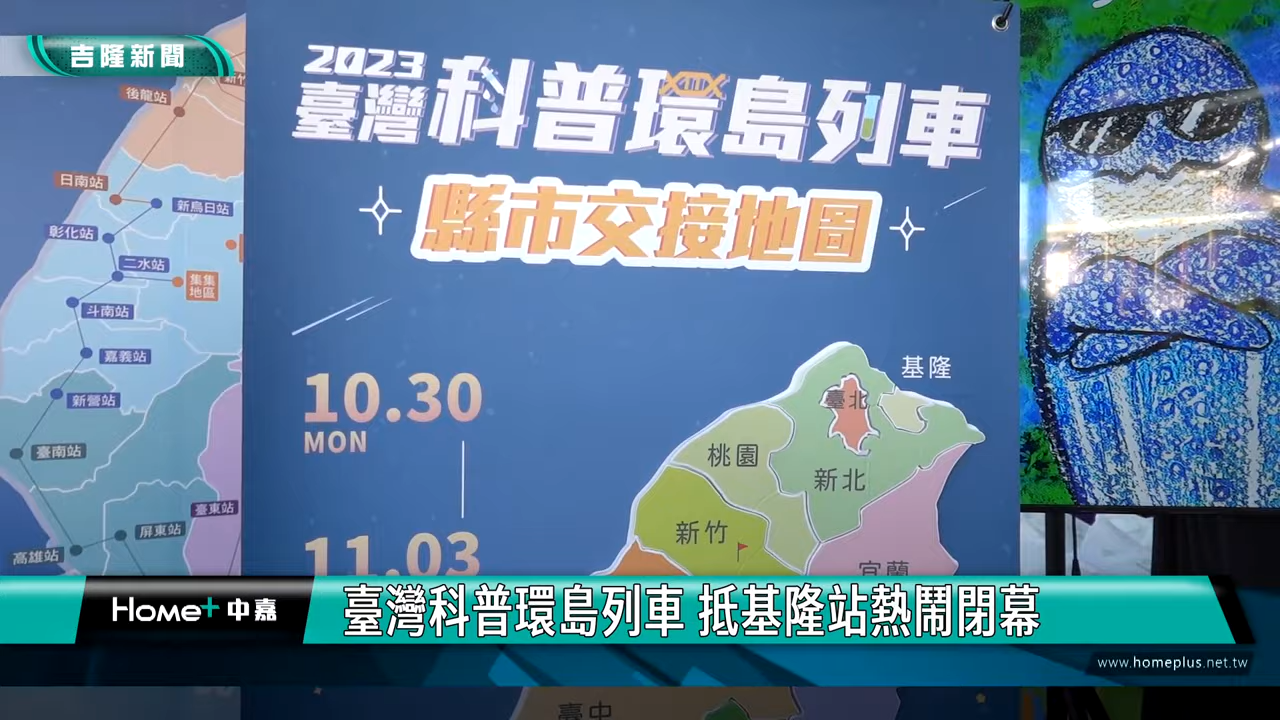 吉隆新聞
2023
臺灣科普環島列車
縣市交接地圖
後龍站
日南站
新烏日站
彰化站
二水站
集集
地區
斗南站
嘉義站
新營站
臺南站
臺東站
屏東站
高雄站
10.30
MON
11.03
基隆
臺北
桃園
新北
新竹
宜蘭
臺中
Home+ 中嘉
臺灣科普環島列車 抵基隆站熱鬧閉幕
www.homeplus.net.tw